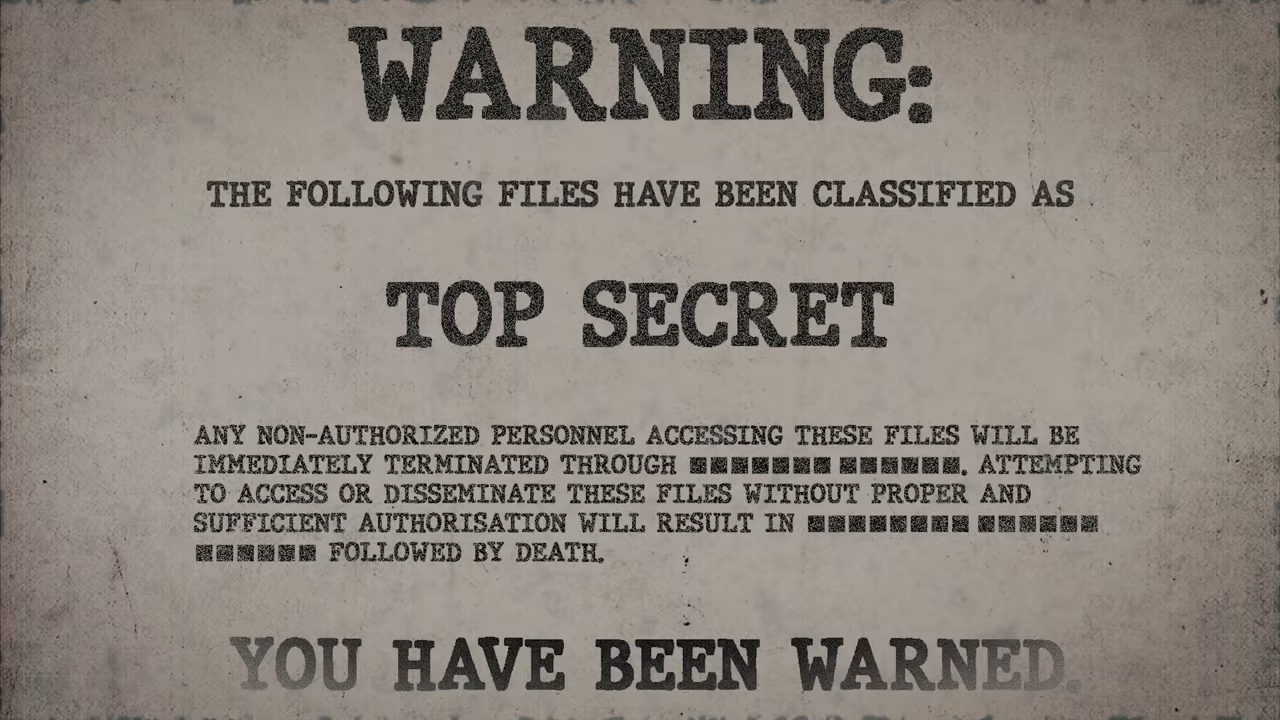 WARNING:
THE FOLLOWING FILES HAVE BEEN CLASSIFIED AS
TOP SECRET
ANY NON-AUTHORIZED PERSONNEL ACCESSING THESE FILES WILL BE
IMMEDIATELY TERMINATED THROUGH ■■■■■■■ ■■■■■■. ATTEMPTING
TO ACCESS OR DISSEMINATE THESE FILES WITHOUT PROPER AND
SUFFICIENT AUTHORISATION WILL RESULT IN ■■■■■■■■ ■■■■■■
■■■■■■ FOLLOWED BY DEATH.
YOU HAVE BEEN WARNED.